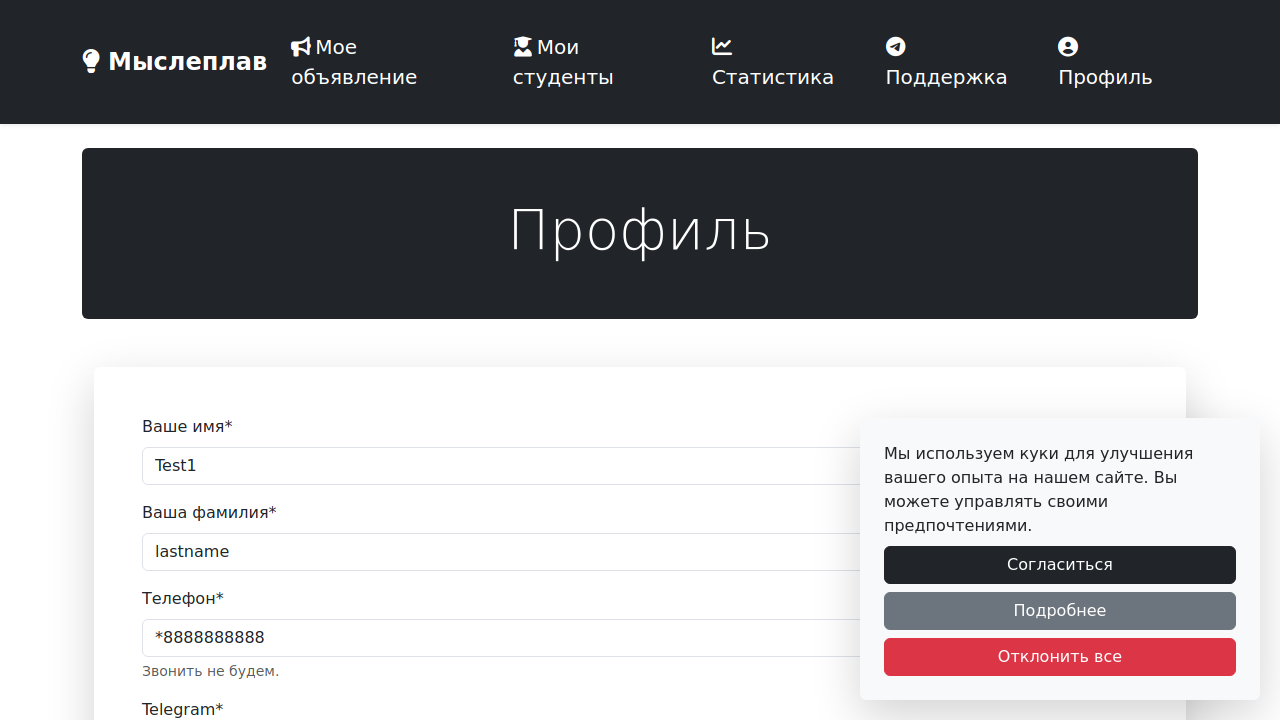 Мыслеплав
Мое
объявление
Мои
студенты
Статистика
Поддержка
Профиль
Профиль
Ваше имя*
Test1
Ваша фамилия*
lastname
Телефон*
*8888888888
Звонить не будем.
Telegram*
Мы используем куки для улучшения
вашего опыта на нашем сайте. Вы
можете управлять своими
предпочтениями.
Согласиться
Подробнее
Отклонить все